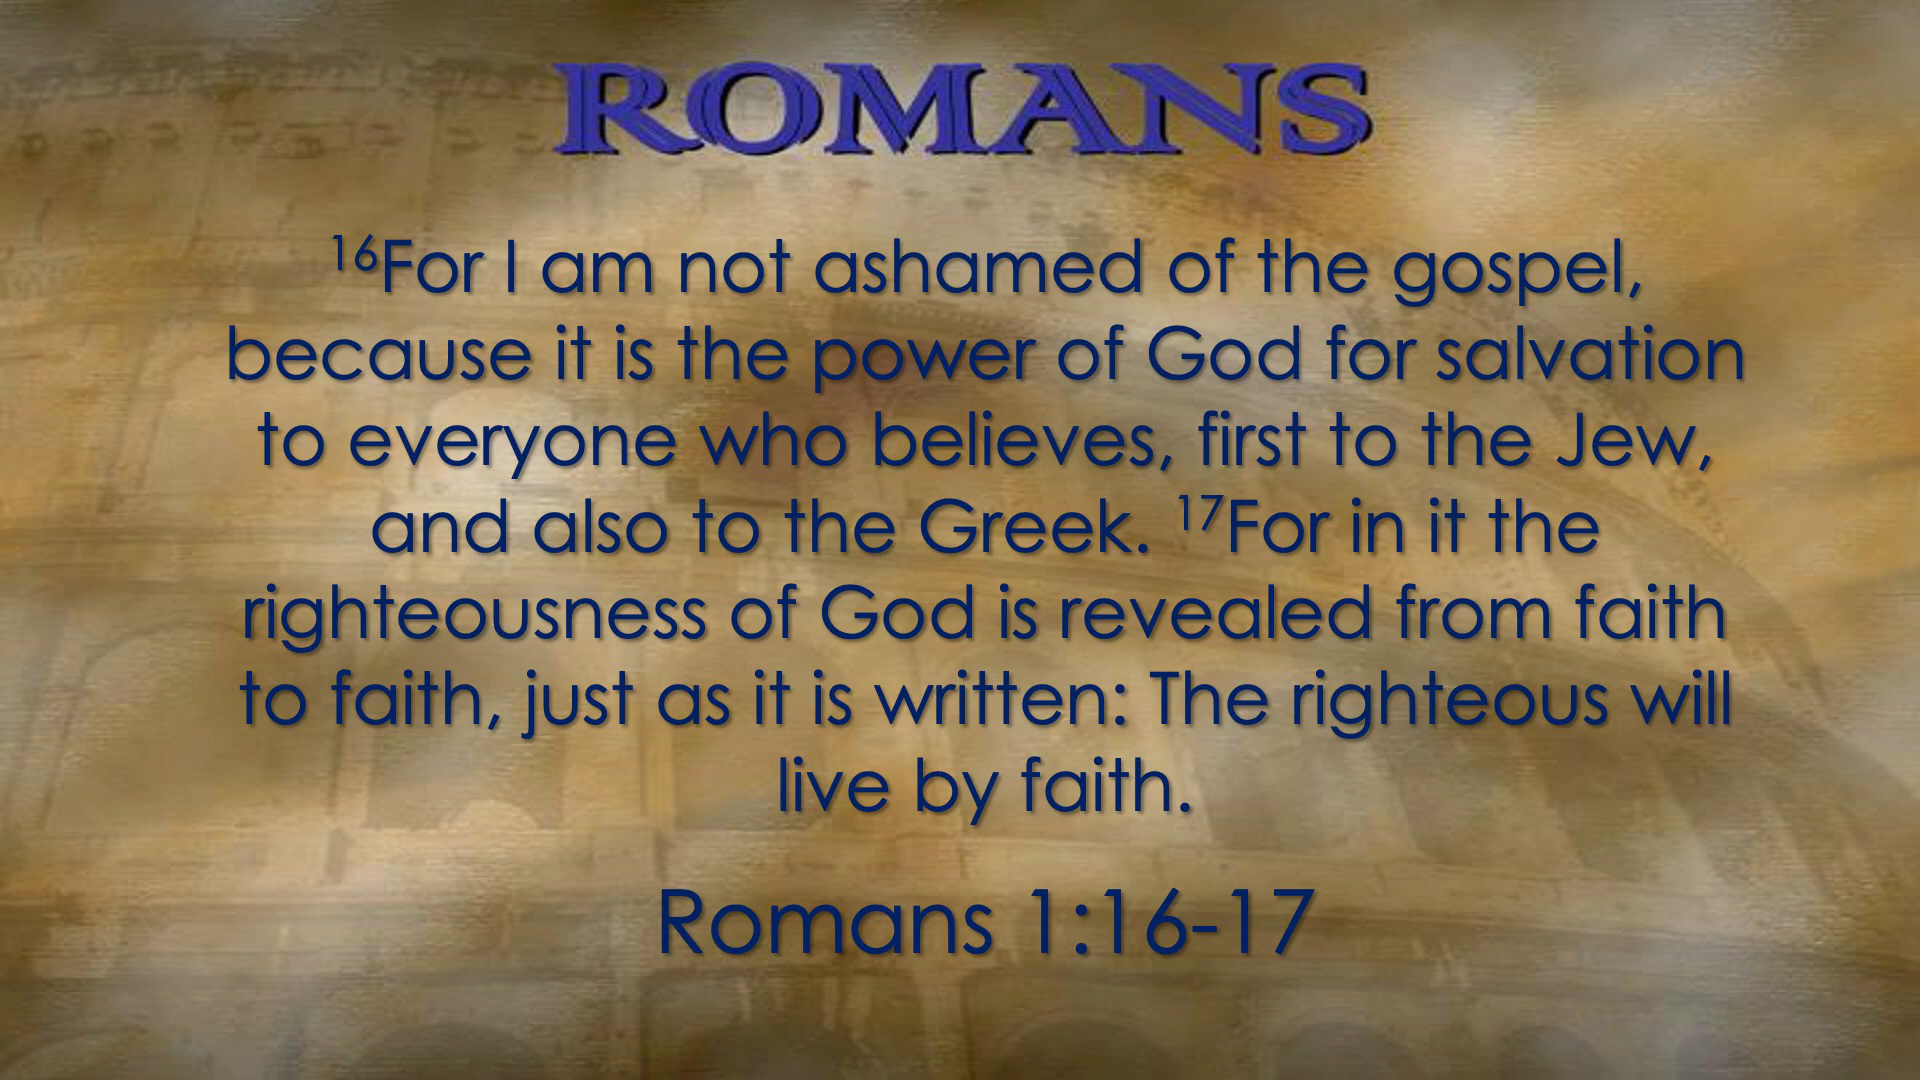 ROMANS
¹⁶For I am not ashamed of the gospel,
because it is the power of God for salvation
to everyone who believes, first to the Jew,
and also to the Greek. ¹⁷For in it the
righteousness of God is revealed from faith
to faith, just as it is written: The righteous will
live by faith.
Romans 1:16-17